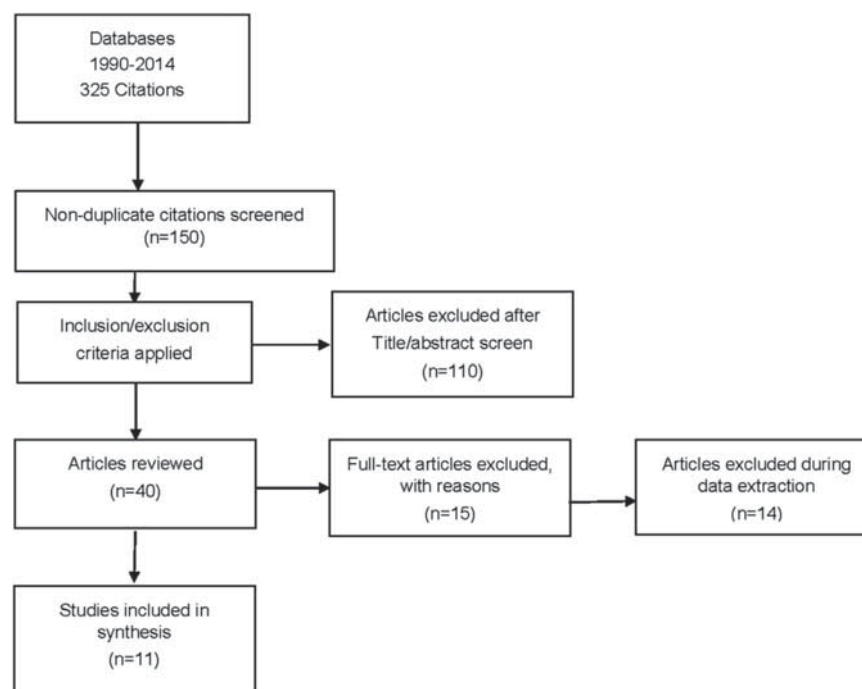 Databases
1990-2014
325 Citations
Non-duplicate citations screened
(n=150)
Inclusion/exclusion
criteria applied
Articles excluded after
Title/abstract screen
(n=110)
Articles reviewed
(n=40)
Full-text articles excluded,
with reasons
(n=15)
Articles excluded during
data extraction
(n=14)
Studies included in
synthesis
(n=11)